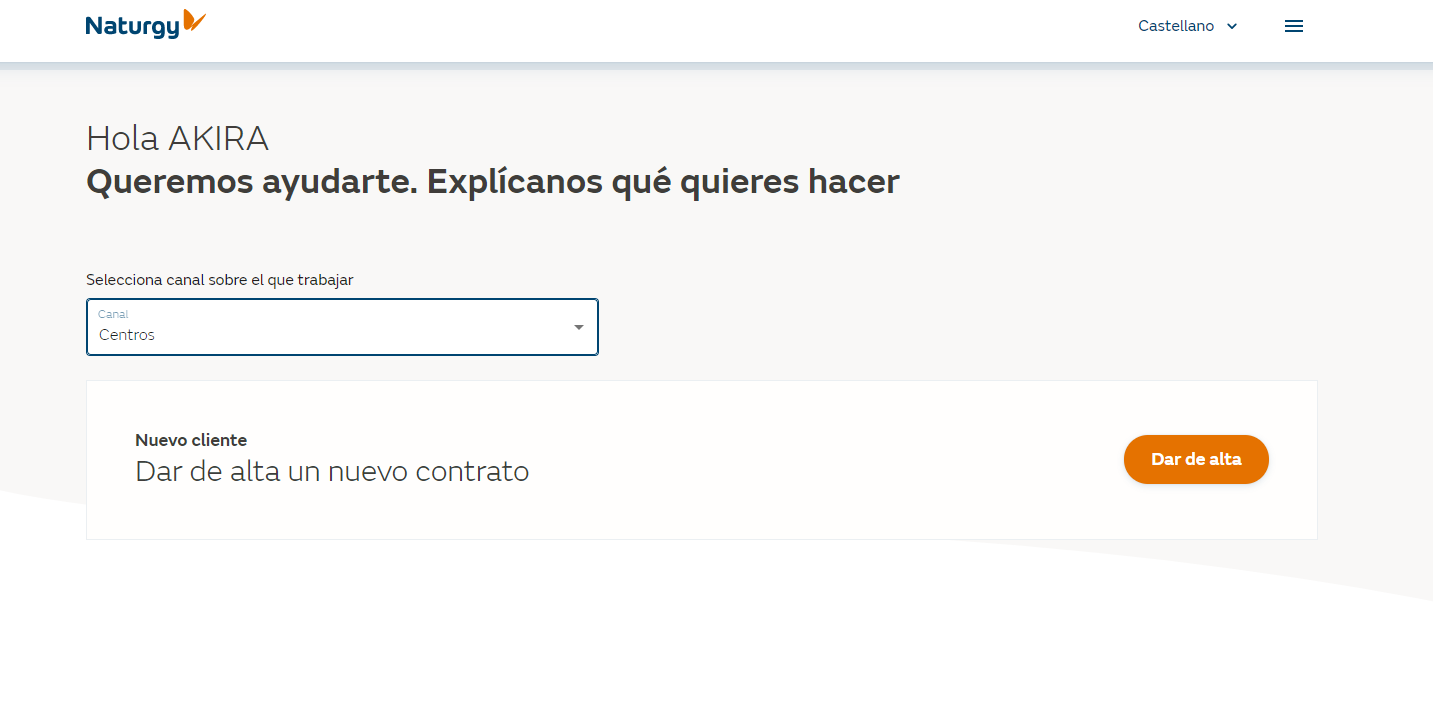 Naturgy
Castellano
Hola AKIRA
Queremos ayudarte. Explícanos qué quieres hacer
Selecciona canal sobre el que trabajar
Canal
Centros
Nuevo cliente
Dar de alta un nuevo contrato
Dar de alta